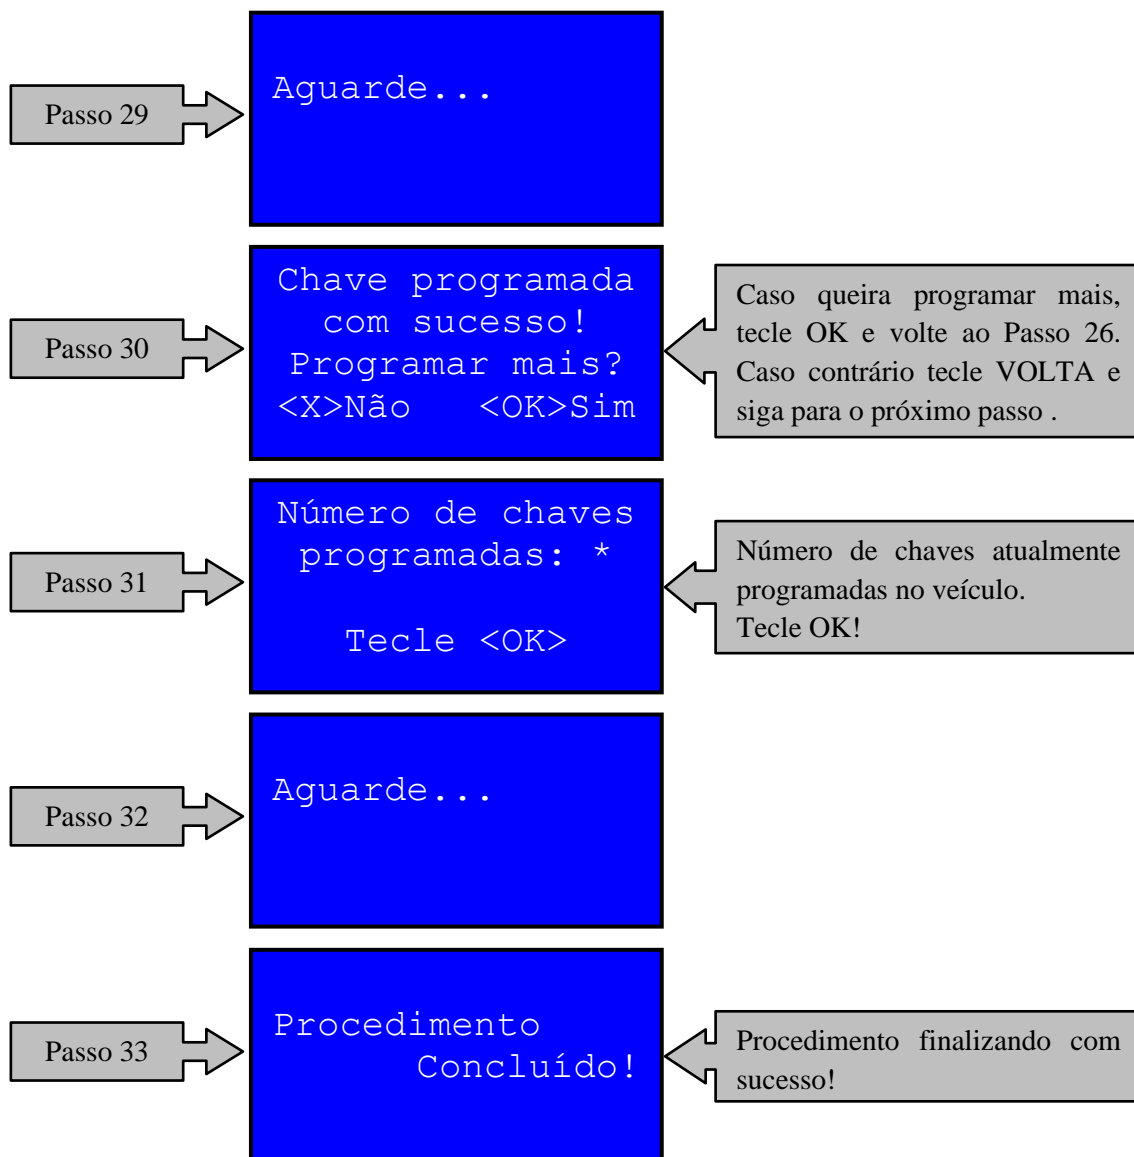 Passo 29
Aguarde...
Passo 30
Chave programada
com sucesso!
Programar mais?
<X>Não <OK>Sim
Caso queira programar mais,
tecle OK e volte ao Passo 26.
Caso contrário tecle VOLTA e
siga para o próximo passo .
Passo 31
Número de chaves
programadas: *
Tecle <OK>
Número de chaves atualmente
programadas no veículo.
Tecle OK!
Passo 32
Aguarde...
Passo 33
Procedimento
Concluído!
Procedimento finalizando com
sucesso!